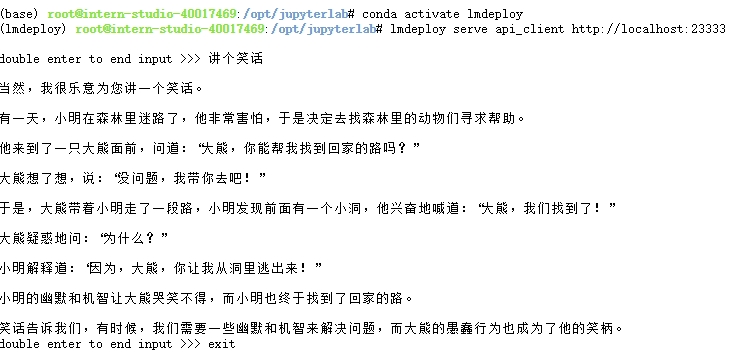 (base) root@intern-studio-40017469:/opt/jupyterlab# conda activate lmdeploy
(lmdeploy) root@intern-studio-40017469:/opt/jupyterlab# lmdeploy serve api_client http://localhost:23333
double enter to end input >>> 讲个笑话
当然，我很乐意为您讲一个笑话。
有一天，小明在森林里迷路了，他非常害怕，于是决定去找森林里的动物们寻求帮助。
他来到了一只大熊面前，问道：“大熊，你能帮我找到回家的路吗？”
大熊想了想，说：“没问题，我带你去吧！”
于是，大熊带着小明走了一段路，小明发现前面有一个小洞，他兴奋地喊道：“大熊，我们找到了！”
大熊疑惑地问：“为什么？”
小明解释道：“因为，大熊，你让我从洞里逃出来！”
小明的幽默和机智让大熊哭笑不得，而小明也终于找到了回家的路。
笑话告诉我们，有时候，我们需要一些幽默和机智来解决问题，而大熊的愚蠢行为也成为了他的笑柄。
double enter to end input >>> exit